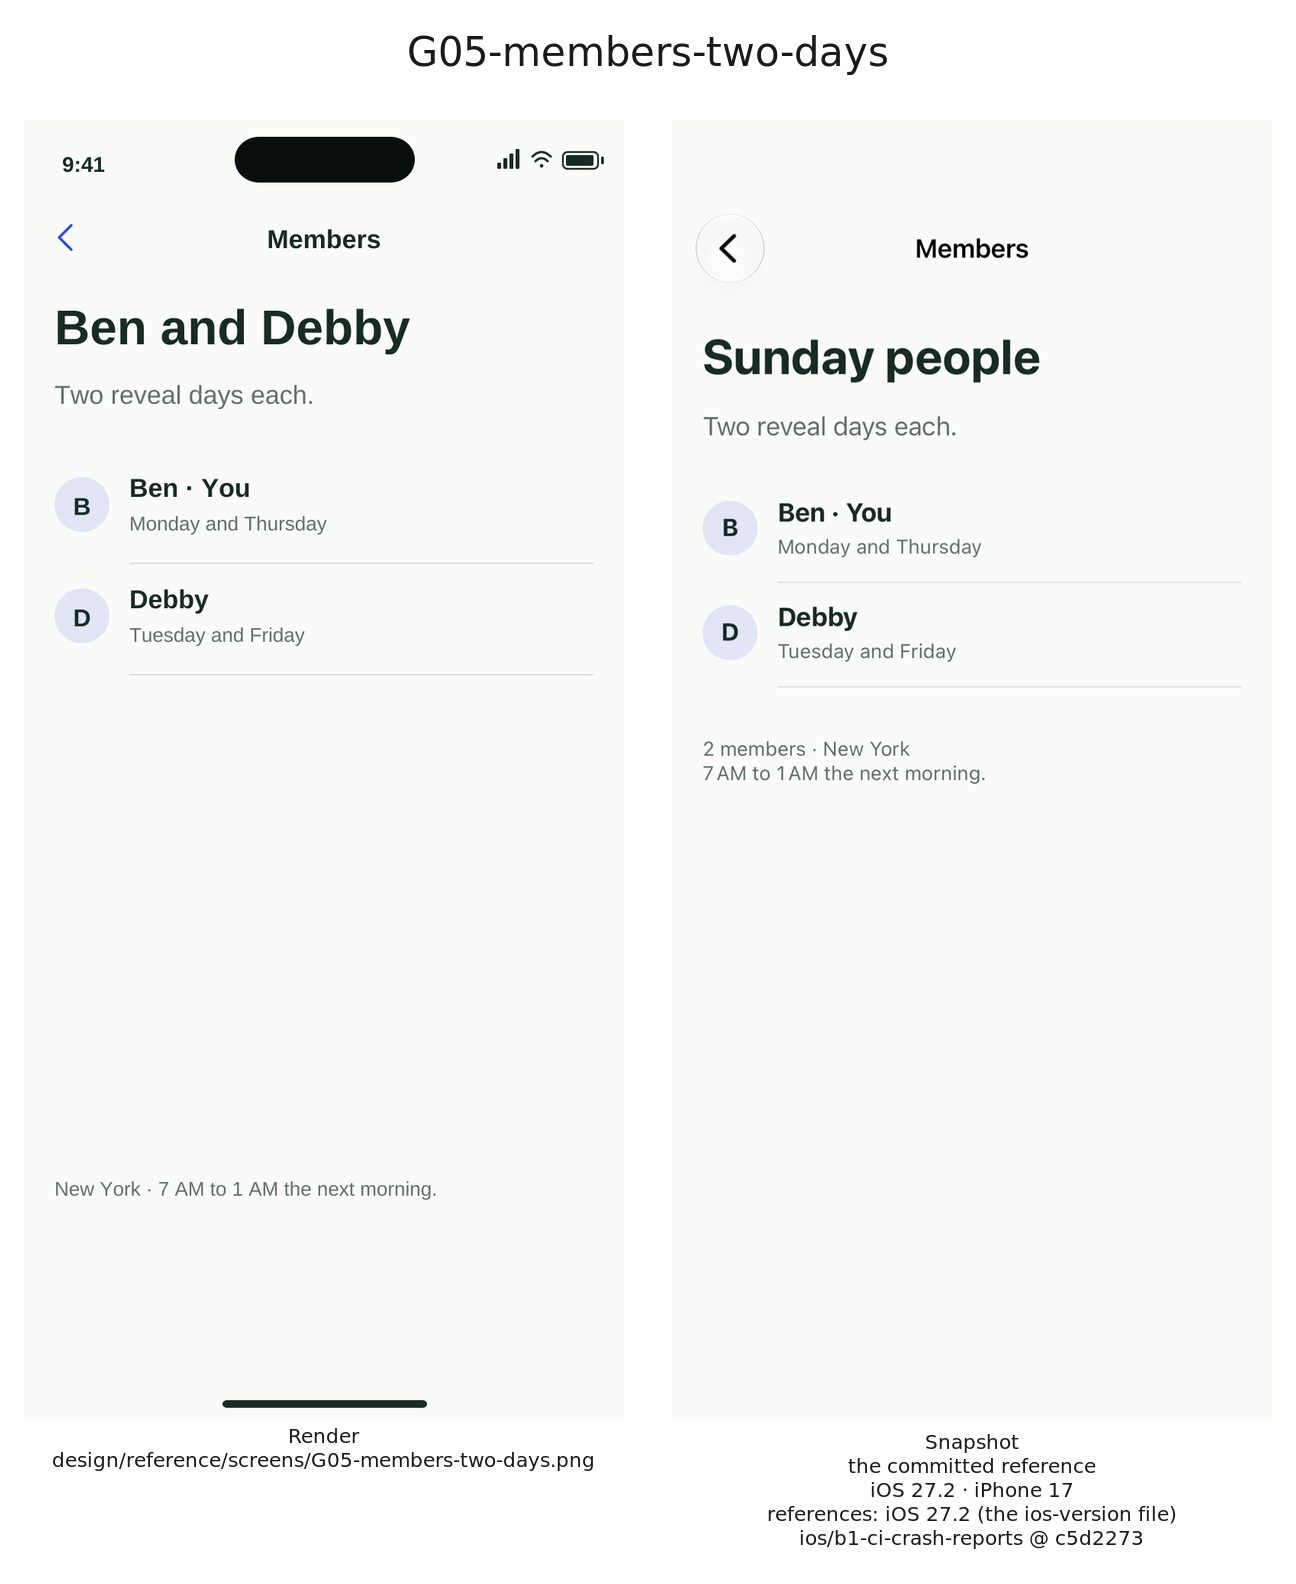 G05-members-two-days
9:41
Members
Ben and Debby
Two reveal days each.
B
Ben · You
Monday and Thursday
D
Debby
Tuesday and Friday
New York · 7 AM to 1 AM the next morning.
Render
design/reference/screens/G05-members-two-days.png
Members
Sunday people
Two reveal days each.
B
Ben · You
Monday and Thursday
D
Debby
Tuesday and Friday
2 members · New York
7 AM to 1 AM the next morning.
Snapshot
the committed reference
iOS 27.2 · iPhone 17
references: iOS 27.2 (the ios-version file)
ios/b1-ci-crash-reports @ c5d2273